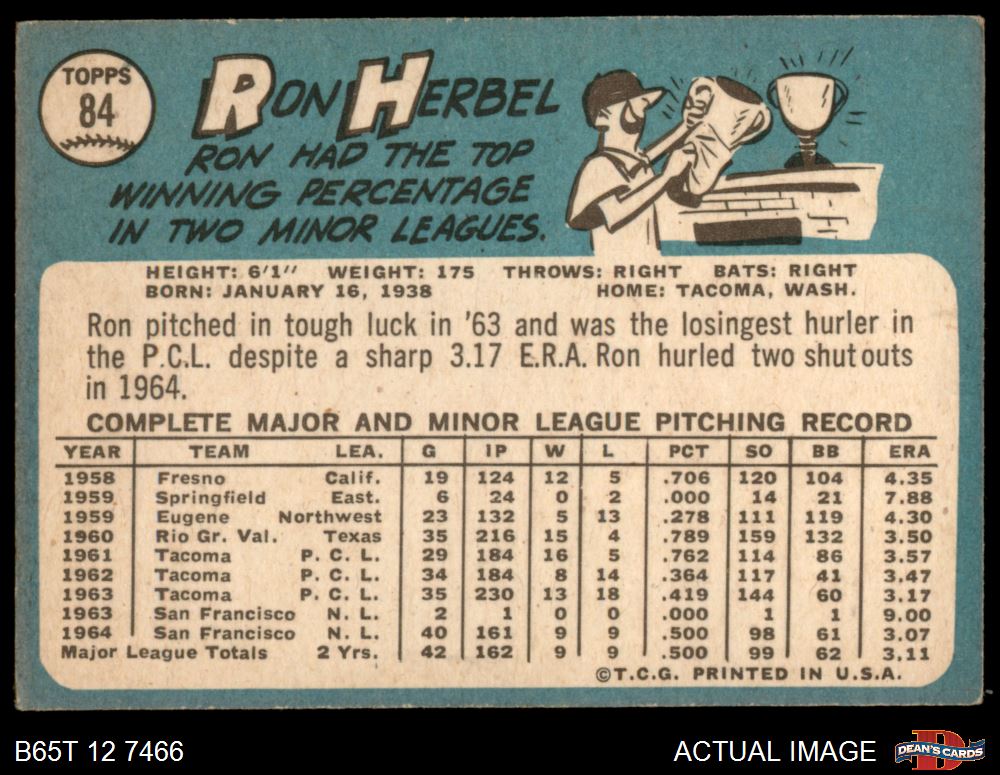 TOPPS
84
RON HERBEL
RON HAD THE TOP
WINNING PERCENTAGE
IN TWO MINOR LEAGUES.
HEIGHT: 6'1" WEIGHT: 175 THROWS: RIGHT BATS: RIGHT
BORN: JANUARY 16, 1938 HOME: TACOMA, WASH.
Ron pitched in tough luck in '63 and was the losingest hurler in
the P.C.L. despite a sharp 3.17 E.R.A. Ron hurled two shutouts
in 1964.
COMPLETE MAJOR AND MINOR LEAGUE PITCHING RECORD
YEAR TEAM LEA. G IP W L PCT SO BB ERA
1958 Fresno Calif. 19 124 12 5 .706 120 104 4.35
1959 Springfield East. 6 24 0 2 .000 14 21 7.88
1959 Eugene Northwest 23 132 5 13 .278 111 119 4.30
1960 Rio Gr. Val. Texas 35 216 15 4 .789 159 132 3.50
1961 Tacoma P. C. L. 29 184 16 5 .762 114 86 3.57
1962 Tacoma P. C. L. 34 184 8 14 .364 117 41 3.47
1963 Tacoma P. C. L. 35 230 13 18 .419 144 60 3.17
1963 San Francisco N. L. 2 1 0 0 .000 1 1 9.00
1964 San Francisco N. L. 40 161 9 9 .500 98 61 3.07
Major League Totals 2 Yrs. 42 162 9 9 .500 99 62 3.11
©T.C.G. PRINTED IN U.S.A.
B65T 12 7466 ACTUAL IMAGE DEAN'S CARDS